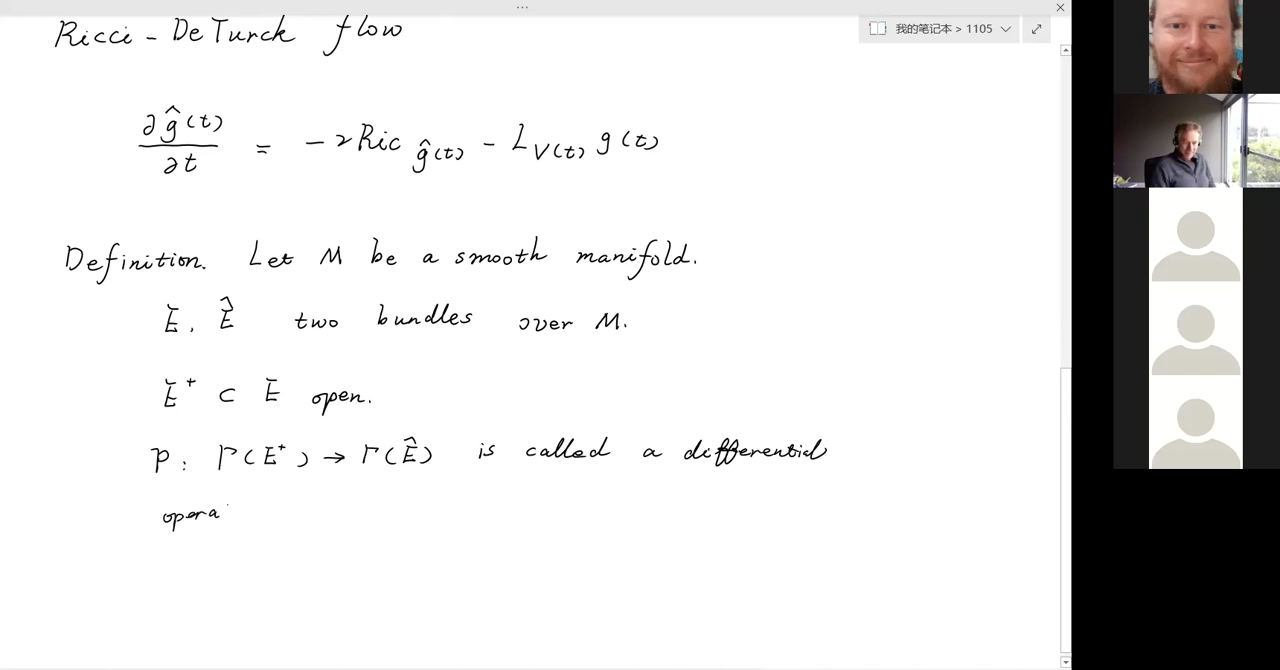 Ricci - DeTurck flow
我的笔记本 > 1105
∂ĝ(t)/∂t = -2Ric ĝ(t) - L_V(t) g(t)
Definition. Let M be a smooth manifold.
E, Ê two bundles over M.
E⁺ ⊂ E open.
P: Γ(E⁺) → Γ(Ê) is called a differential
opera